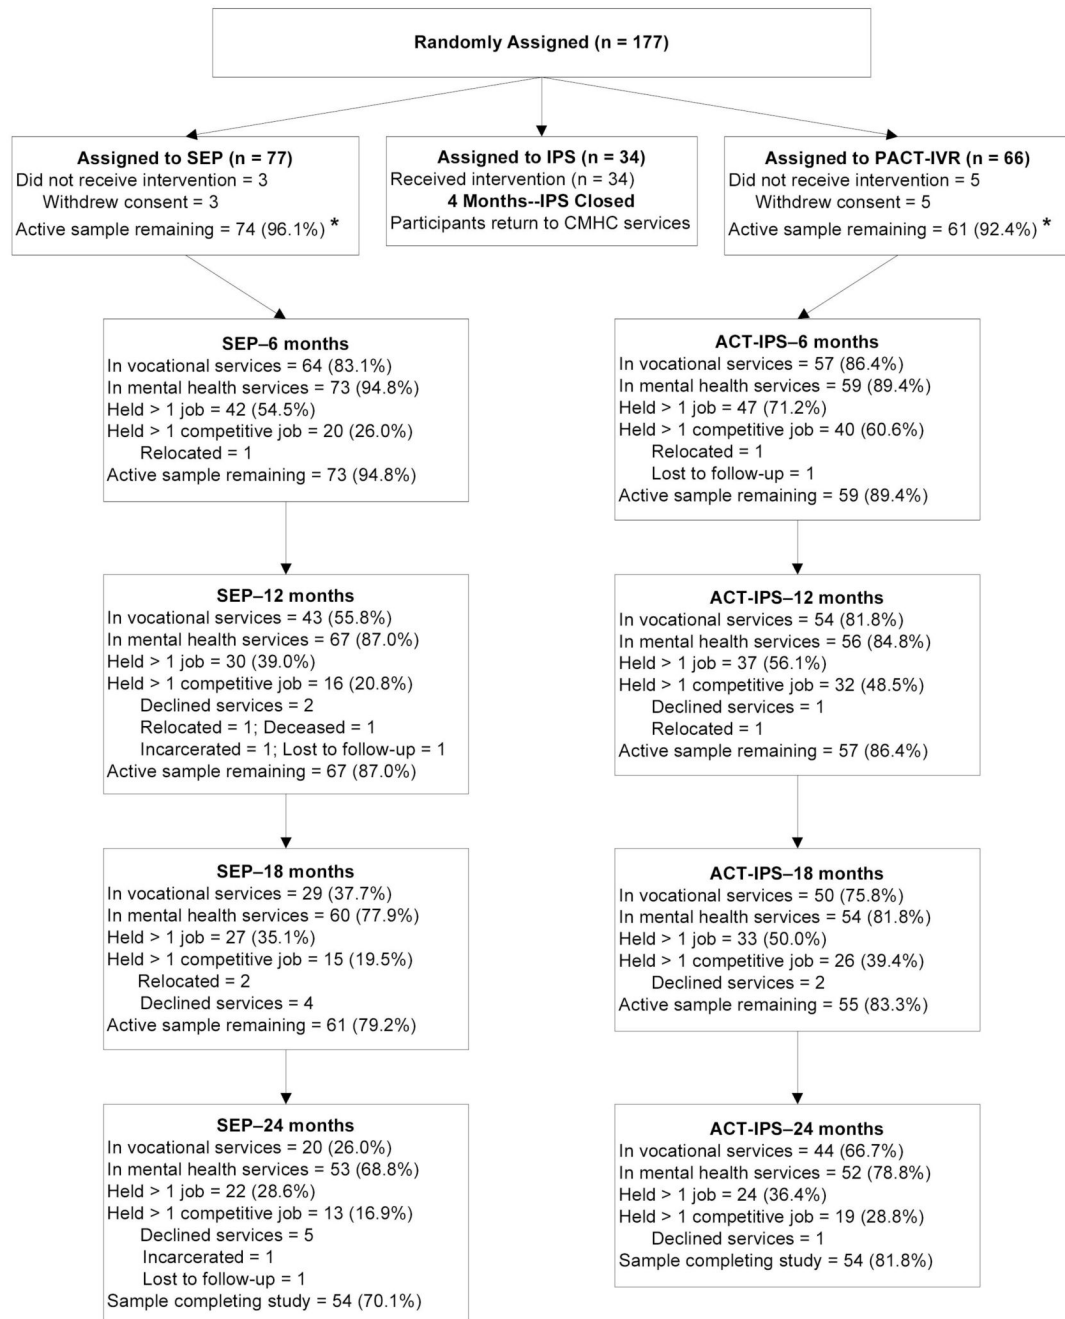 Randomly Assigned (n = 177)
Assigned to SEP (n = 77)
Did not receive intervention = 3
Withdrew consent = 3
Active sample remaining = 74 (96.1%) *
Assigned to IPS (n = 34)
Received intervention (n = 34)
4 Months--IPS Closed
Participants return to CMHC services
Assigned to PACT-IVR (n = 66)
Did not receive intervention = 5
Withdrew consent = 5
Active sample remaining = 61 (92.4%) *
SEP–6 months
In vocational services = 64 (83.1%)
In mental health services = 73 (94.8%)
Held > 1 job = 42 (54.5%)
Held > 1 competitive job = 20 (26.0%)
Relocated = 1
Active sample remaining = 73 (94.8%)
ACT-IPS–6 months
In vocational services = 57 (86.4%)
In mental health services = 59 (89.4%)
Held > 1 job = 47 (71.2%)
Held > 1 competitive job = 40 (60.6%)
Relocated = 1
Lost to follow-up = 1
Active sample remaining = 59 (89.4%)
SEP–12 months
In vocational services = 43 (55.8%)
In mental health services = 67 (87.0%)
Held > 1 job = 30 (39.0%)
Held > 1 competitive job = 16 (20.8%)
Declined services = 2
Relocated = 1; Deceased = 1
Incarcerated = 1; Lost to follow-up = 1
Active sample remaining = 67 (87.0%)
ACT-IPS–12 months
In vocational services = 54 (81.8%)
In mental health services = 56 (84.8%)
Held > 1 job = 37 (56.1%)
Held > 1 competitive job = 32 (48.5%)
Declined services = 1
Relocated = 1
Active sample remaining = 57 (86.4%)
SEP–18 months
In vocational services = 29 (37.7%)
In mental health services = 60 (77.9%)
Held > 1 job = 27 (35.1%)
Held > 1 competitive job = 15 (19.5%)
Relocated = 2
Declined services = 4
Active sample remaining = 61 (79.2%)
ACT-IPS–18 months
In vocational services = 50 (75.8%)
In mental health services = 54 (81.8%)
Held > 1 job = 33 (50.0%)
Held > 1 competitive job = 26 (39.4%)
Declined services = 2
Active sample remaining = 55 (83.3%)
SEP–24 months
In vocational services = 20 (26.0%)
In mental health services = 53 (68.8%)
Held > 1 job = 22 (28.6%)
Held > 1 competitive job = 13 (16.9%)
Declined services = 5
Incarcerated = 1
Lost to follow-up = 1
Sample completing study = 54 (70.1%)
ACT-IPS–24 months
In vocational services = 44 (66.7%)
In mental health services = 52 (78.8%)
Held > 1 job = 24 (36.4%)
Held > 1 competitive job = 19 (28.8%)
Declined services = 1
Sample completing study = 54 (81.8%)